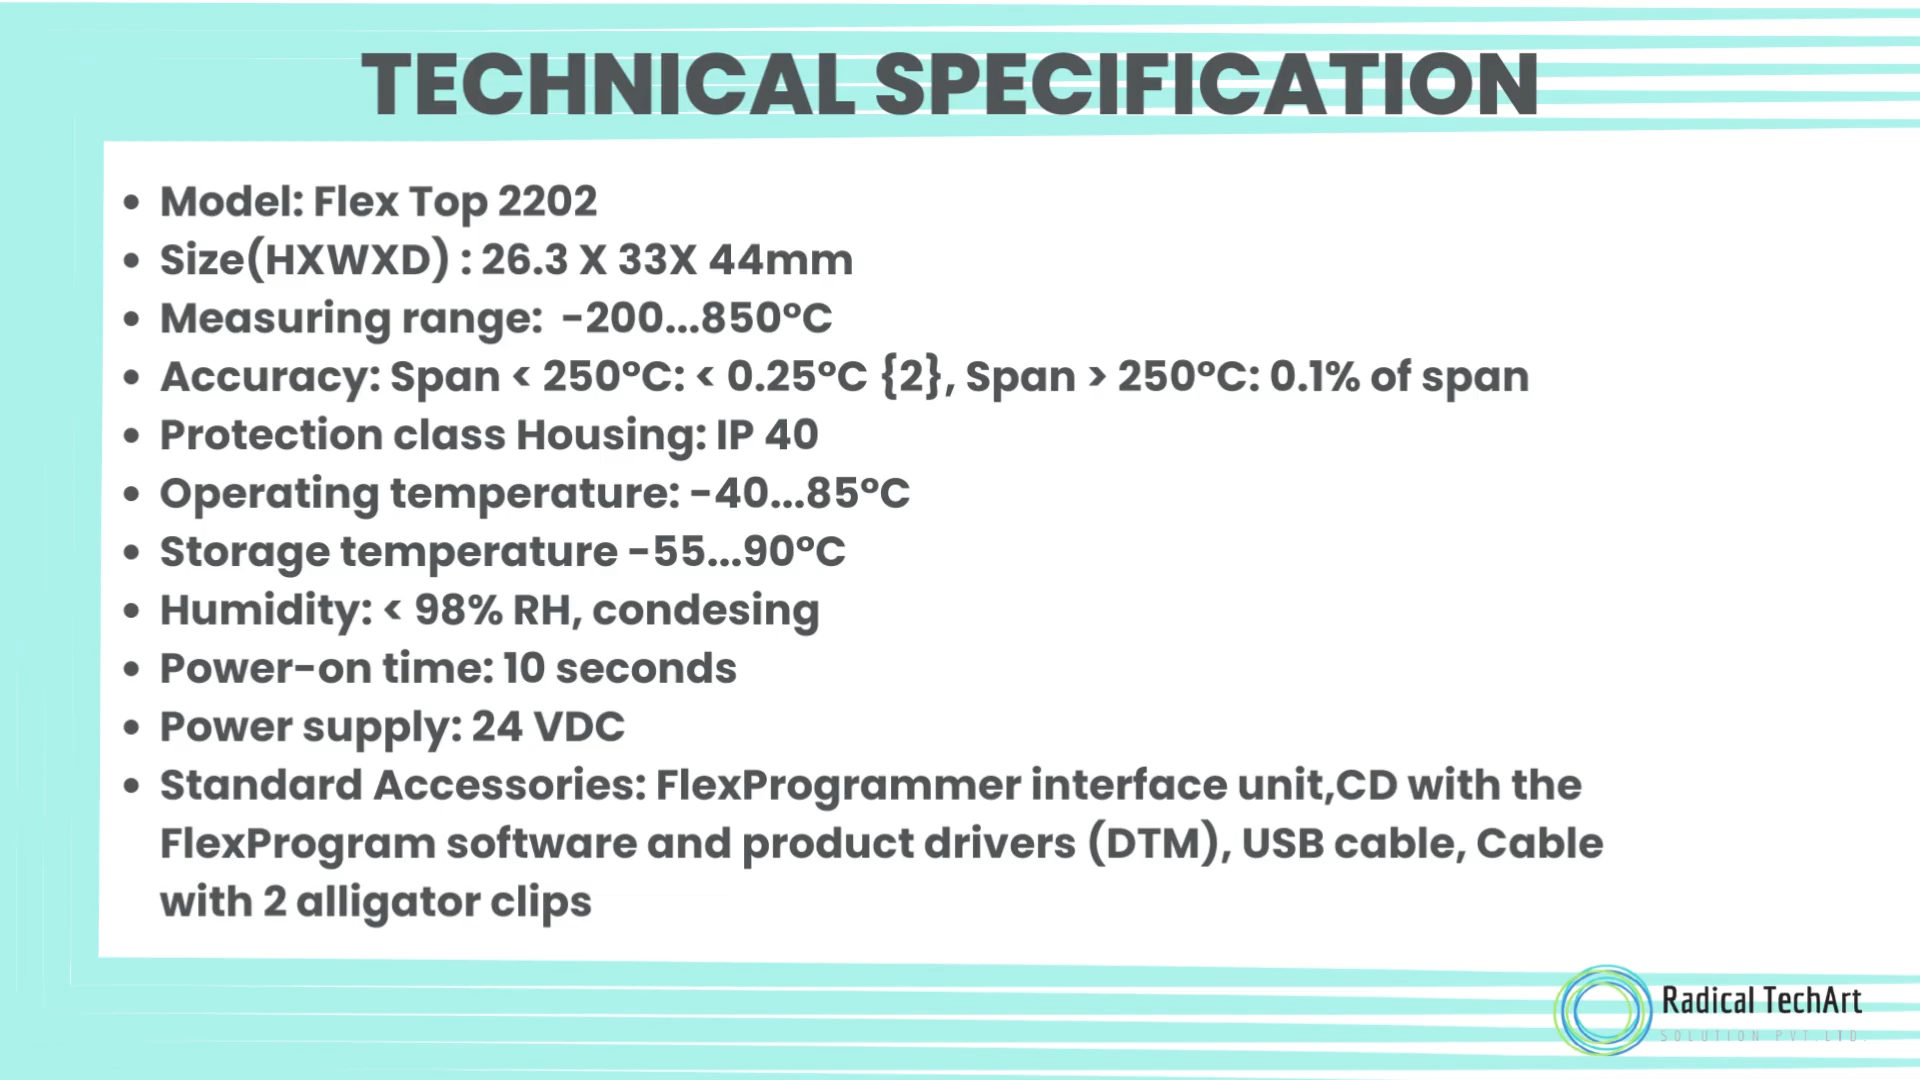 TECHNICAL SPECIFICATION
• Model: Flex Top 2202
• Size(HXWXD) : 26.3 X 33X 44mm
• Measuring range:  -200...850°C
• Accuracy: Span < 250°C: < 0.25°C {2}, Span > 250°C: 0.1% of span
• Protection class Housing: IP 40
• Operating temperature: -40...85°C
• Storage temperature -55...90°C
• Humidity: < 98% RH, condesing
• Power-on time: 10 seconds
• Power supply: 24 VDC
• Standard Accessories: FlexProgrammer interface unit,CD with the
FlexProgram software and product drivers (DTM), USB cable, Cable
with 2 alligator clips
Radical TechArt
SOLUTION PVT.LTD.